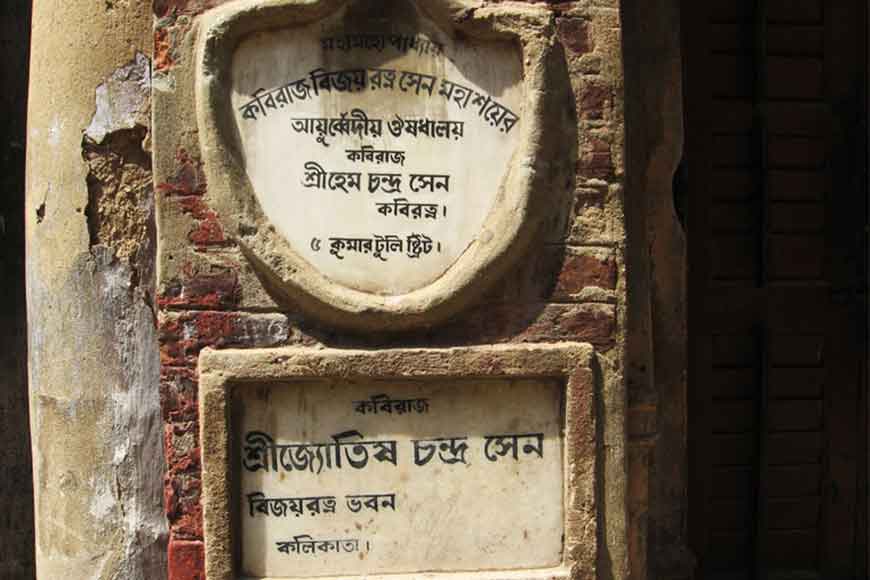 মহামহোপাধ্যায়
কবিরাজ বিজয় রত্ন সেন মহাশয়ের
আয়ুর্ব্বেদীয় ঔষধালয়
কবিরাজ
শ্রীহেম চন্দ্র সেন
কবিরত্ন।
৫ কুমারটুলি ষ্ট্রিট।
কবিরাজ
শ্রীজ্যোতিষ চন্দ্র সেন
বিজয়রত্ন ভবন
কলিকাতা।